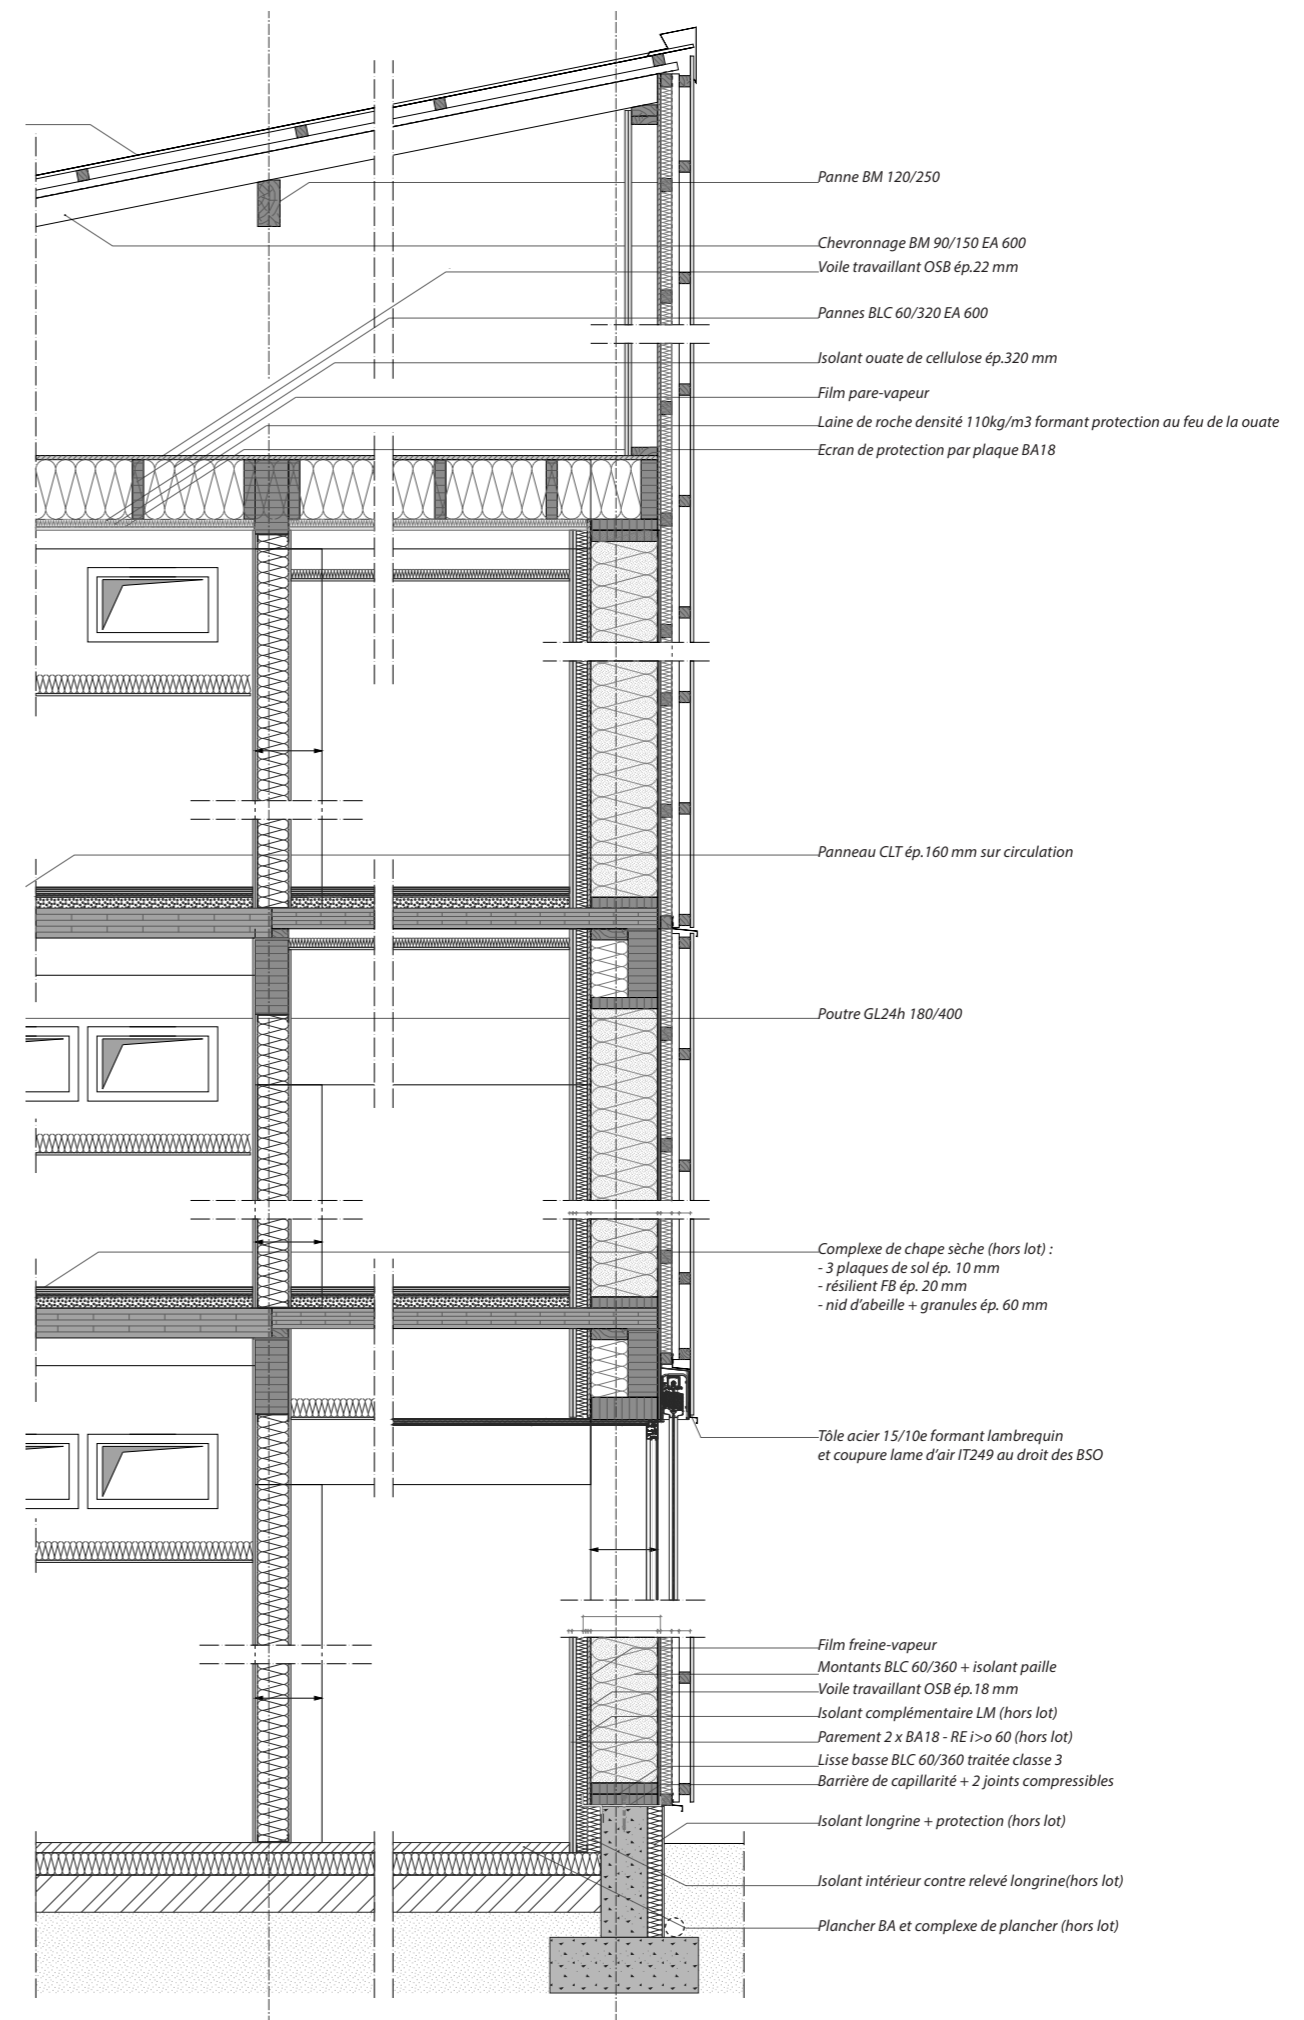 Panne BM 120/250
Chevronnage BM 90/150 EA 600
Voile travaillant OSB ép.22 mm
Pannes BLC 60/320 EA 600
Isolant ouate de cellulose ép.320 mm
Film pare-vapeur
Laine de roche densité 110kg/m3 formant protection au feu de la ouate
Ecran de protection par plaque BA18
Panneau CLT ép.160 mm sur circulation
Poutre GL24h 180/400
Complexe de chape sèche (hors lot) :
- 3 plaques de sol ép. 10 mm
- résilient FB ép. 20 mm
- nid d'abeille + granules ép. 60 mm
Tôle acier 15/10e formant lambrequin
et coupure lame d'air IT249 au droit des BSO
Film freine-vapeur
Montants BLC 60/360 + isolant paille
Voile travaillant OSB ép.18 mm
Isolant complémentaire LM (hors lot)
Parement 2 x BA18 - RE i>o 60 (hors lot)
Lisse basse BLC 60/360 traitée classe 3
Barrière de capillarité + 2 joints compressibles
Isolant longrine + protection (hors lot)
Isolant intérieur contre relevé longrine(hors lot)
Plancher BA et complexe de plancher (hors lot)